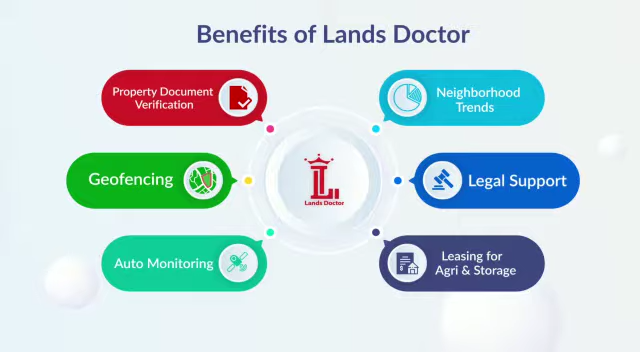 Benefits of Lands Doctor
Property Document
Verification
Neighborhood
Trends
Geofencing
Legal Support
Auto Monitoring
Leasing for
Agri & Storage
L
Lands Doctor